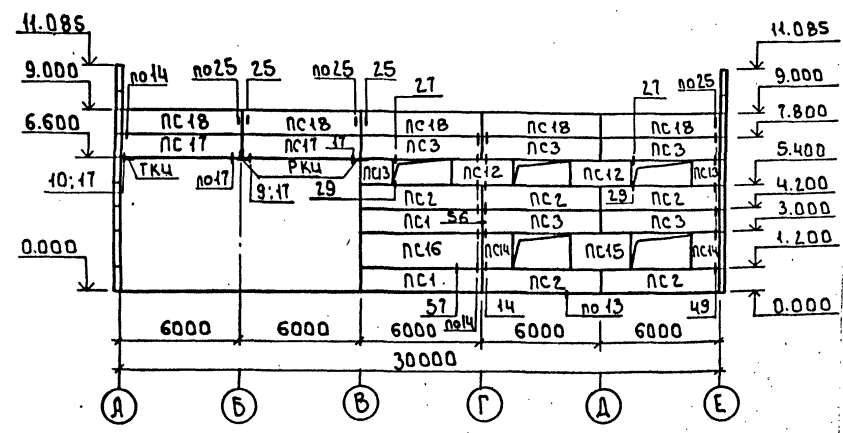 11.085
11.085
по14
по25
25
по25
25
27
27
по25
9.000
9.000
ПС18
ПС18
ПС18
ПС18
ПС18
7.800
6.600
ПС17
ПС17
17
ПС3
ПС3
ПС3
5.400
10;17
ТКЦ
по17
9;17
РКЦ
29
ПС13
ПС12
ПС12
29
ПС13
4.200
ПС2
ПС2
ПС2
3.000
ПС1
56
ПС3
ПС3
0.000
ПС16
ПС14
ПС15
ПС14
1.200
ПС1
ПС2
ПС2
57
по14
14
по13
49
0.000
6000
6000
6000
6000
6000
30000
А
Б
В
Г
Д
Е